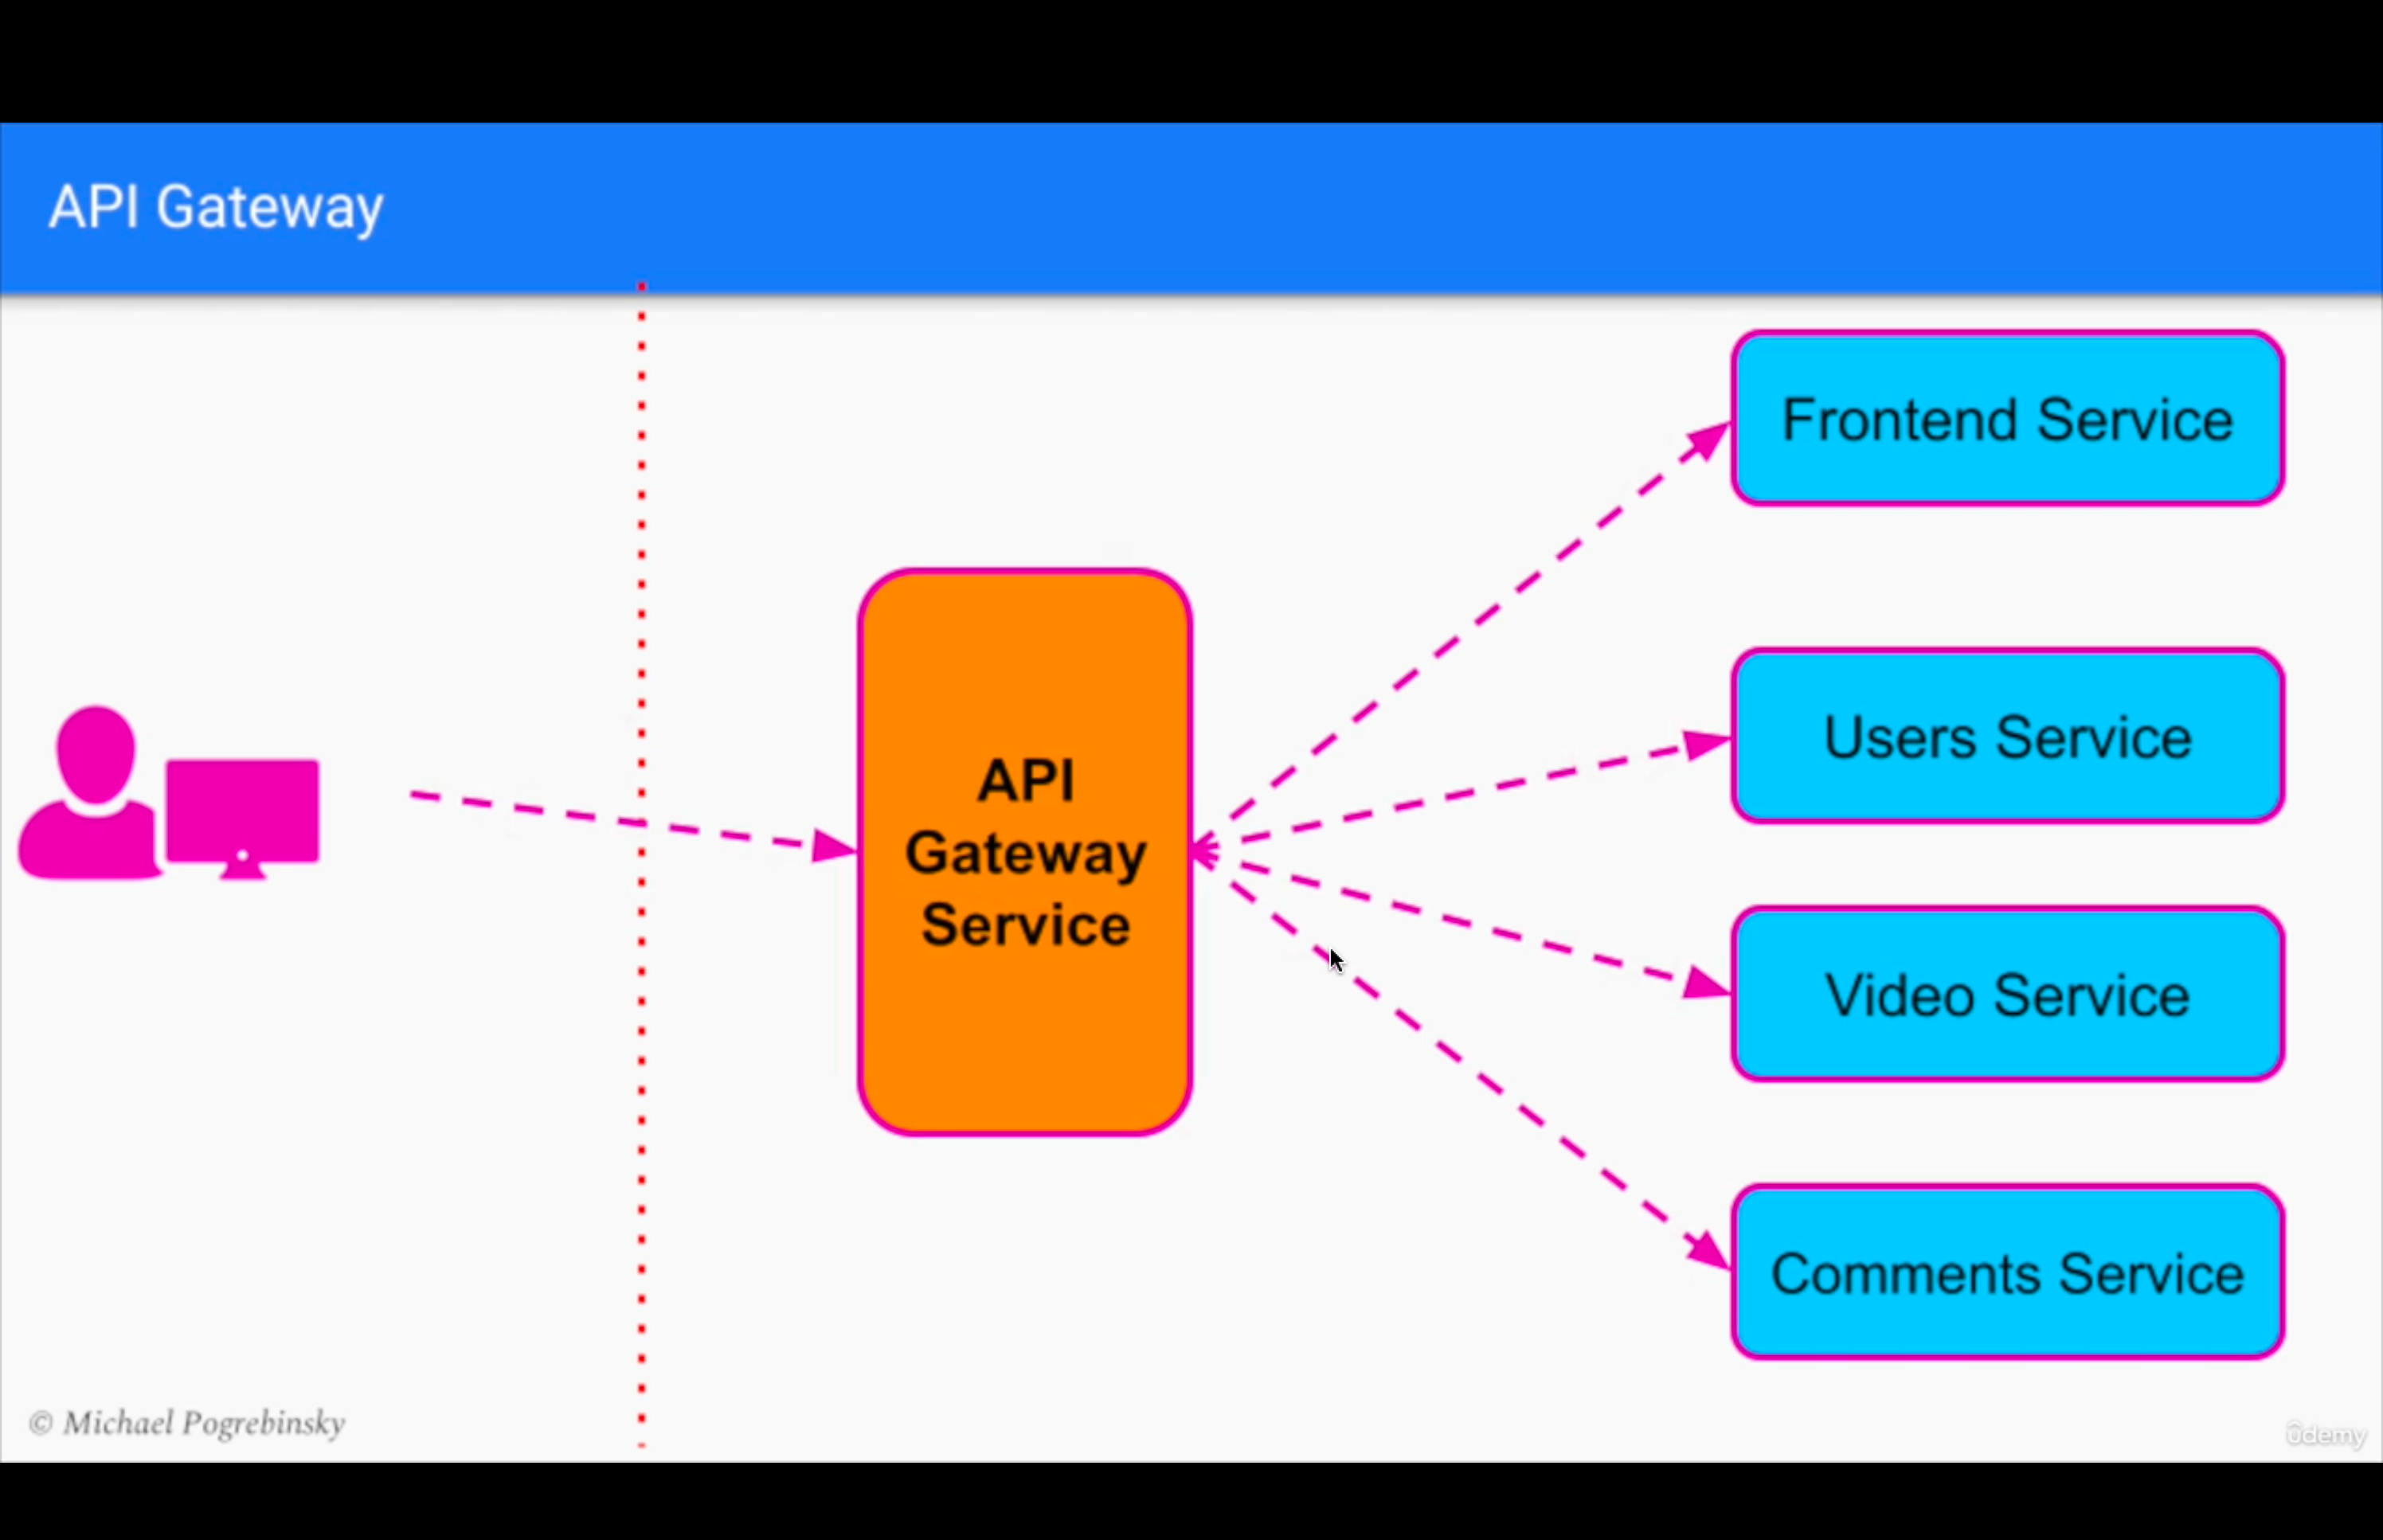 API Gateway
Frontend Service
Users Service
API
Gateway
Service
Video Service
Comments Service
© Michael Pogrebinsky
ûdemy